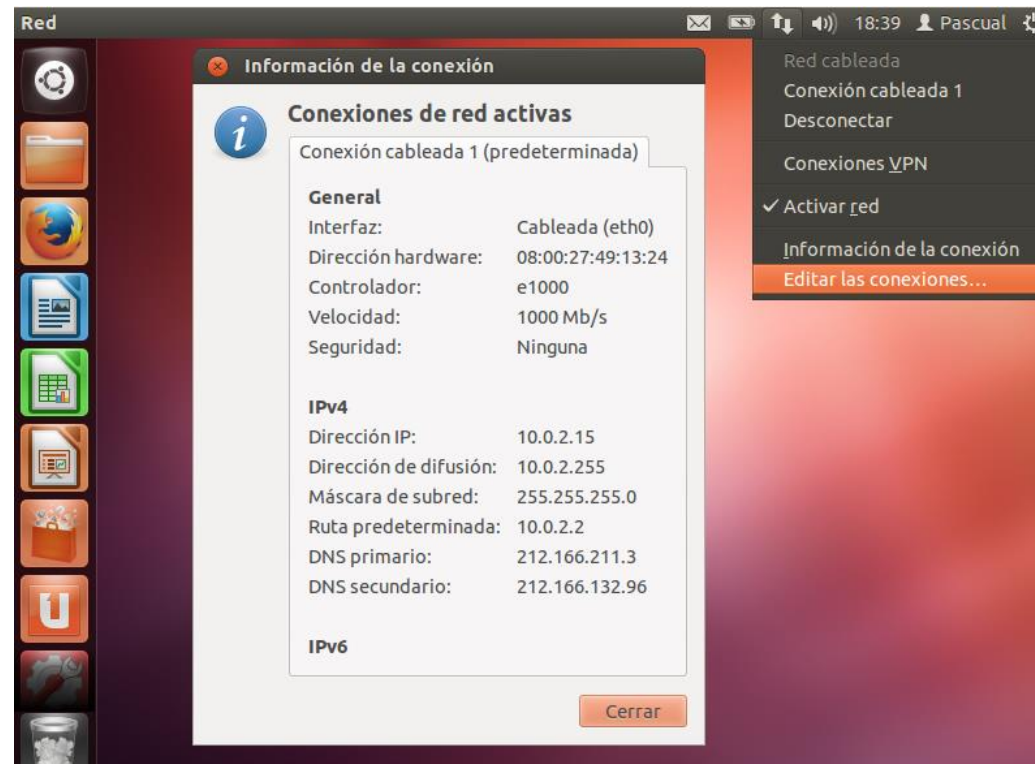 Red
18:39 Pascual
Información de la conexión
Conexiones de red activas
Conexión cableada 1 (predeterminada)
General
Interfaz: Cableada (eth0)
Dirección hardware: 08:00:27:49:13:24
Controlador: e1000
Velocidad: 1000 Mb/s
Seguridad: Ninguna
IPv4
Dirección IP: 10.0.2.15
Dirección de difusión: 10.0.2.255
Máscara de subred: 255.255.255.0
Ruta predeterminada: 10.0.2.2
DNS primario: 212.166.211.3
DNS secundario: 212.166.132.96
IPv6
Cerrar
Red cableada
Conexión cableada 1
Desconectar
Conexiones VPN
Activar red
Información de la conexión
Editar las conexiones...